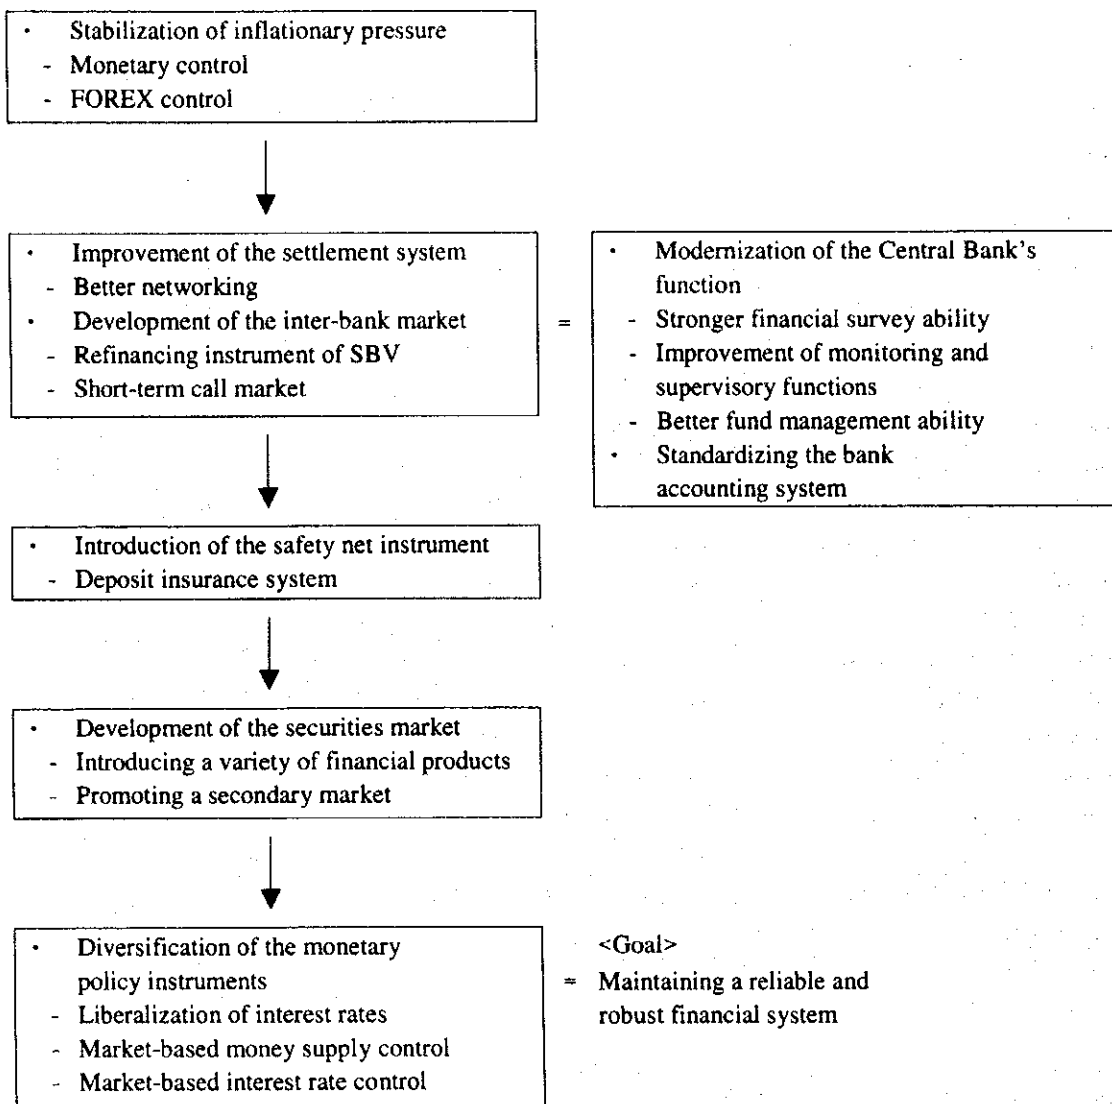 · Stabilization of inflationary pressure
- Monetary control
- FOREX control
· Improvement of the settlement system
- Better networking
· Development of the inter-bank market
- Refinancing instrument of SBV
- Short-term call market
=
· Modernization of the Central Bank's
function
- Stronger financial survey ability
- Improvement of monitoring and
supervisory functions
- Better fund management ability
· Standardizing the bank
accounting system
· Introduction of the safety net instrument
- Deposit insurance system
· Development of the securities market
- Introducing a variety of financial products
- Promoting a secondary market
· Diversification of the monetary
policy instruments
- Liberalization of interest rates
- Market-based money supply control
- Market-based interest rate control
<Goal>
= Maintaining a reliable and
robust financial system